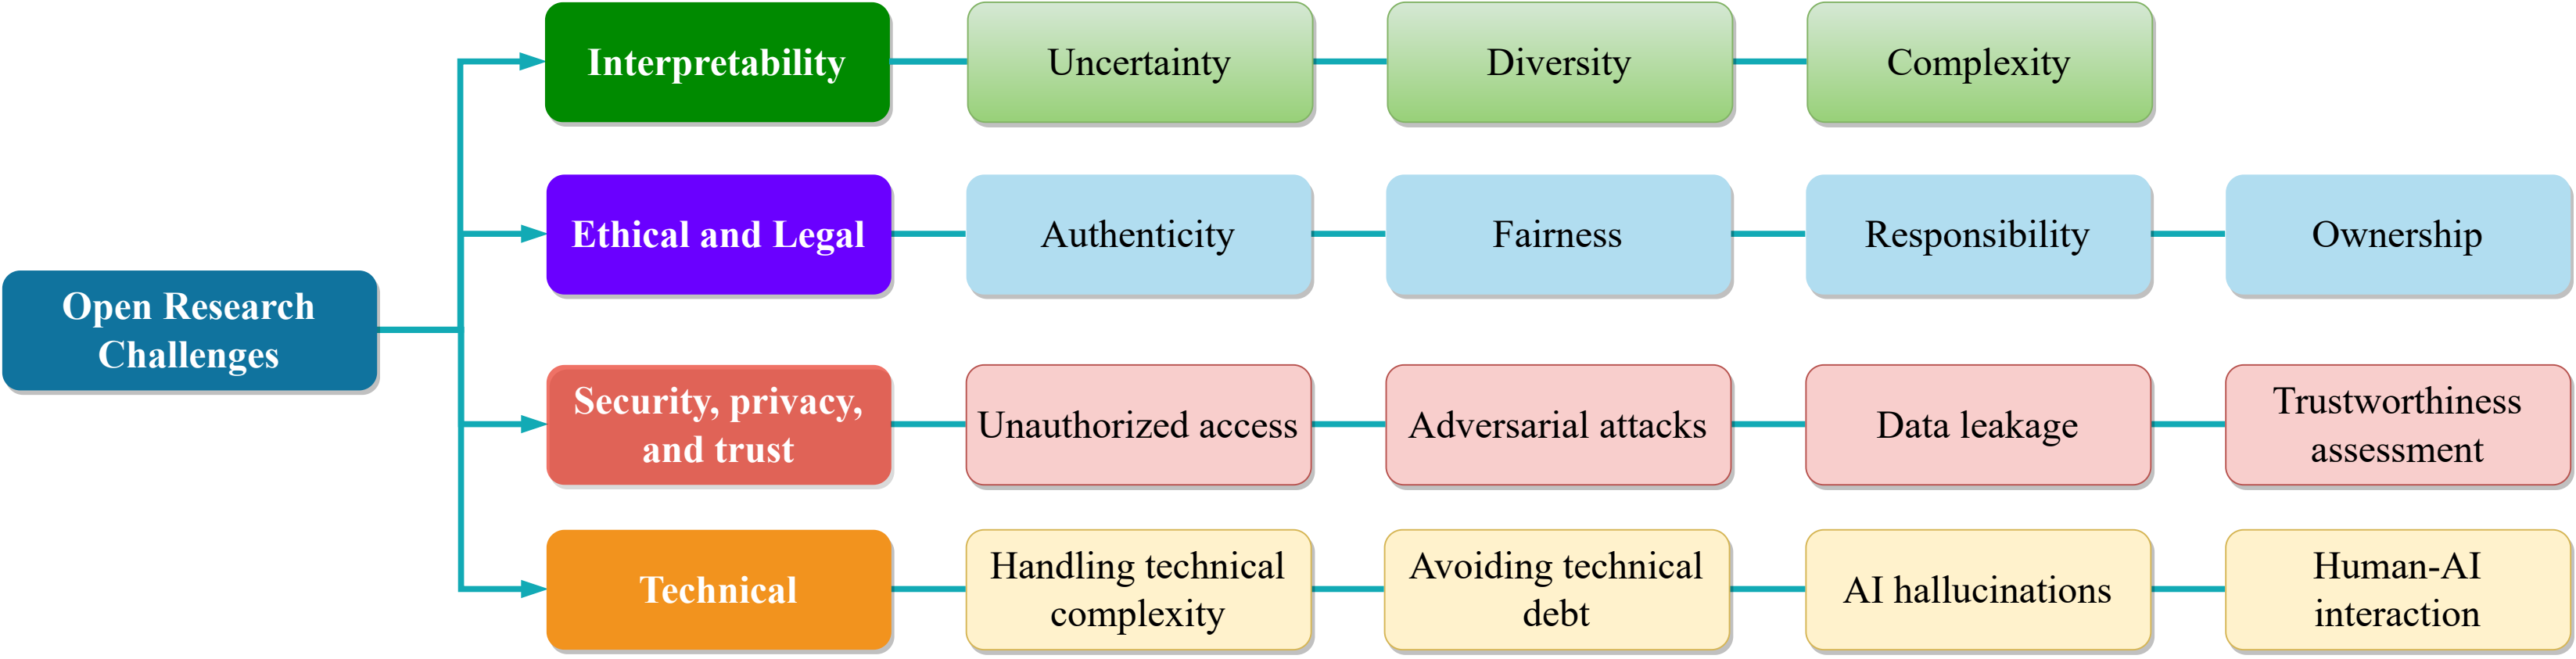 Open Research
Challenges
Interpretability
Uncertainty
Diversity
Complexity
Ethical and Legal
Authenticity
Fairness
Responsibility
Ownership
Security, privacy,
and trust
Unauthorized access
Adversarial attacks
Data leakage
Trustworthiness
assessment
Technical
Handling technical
complexity
Avoiding technical
debt
AI hallucinations
Human-AI
interaction